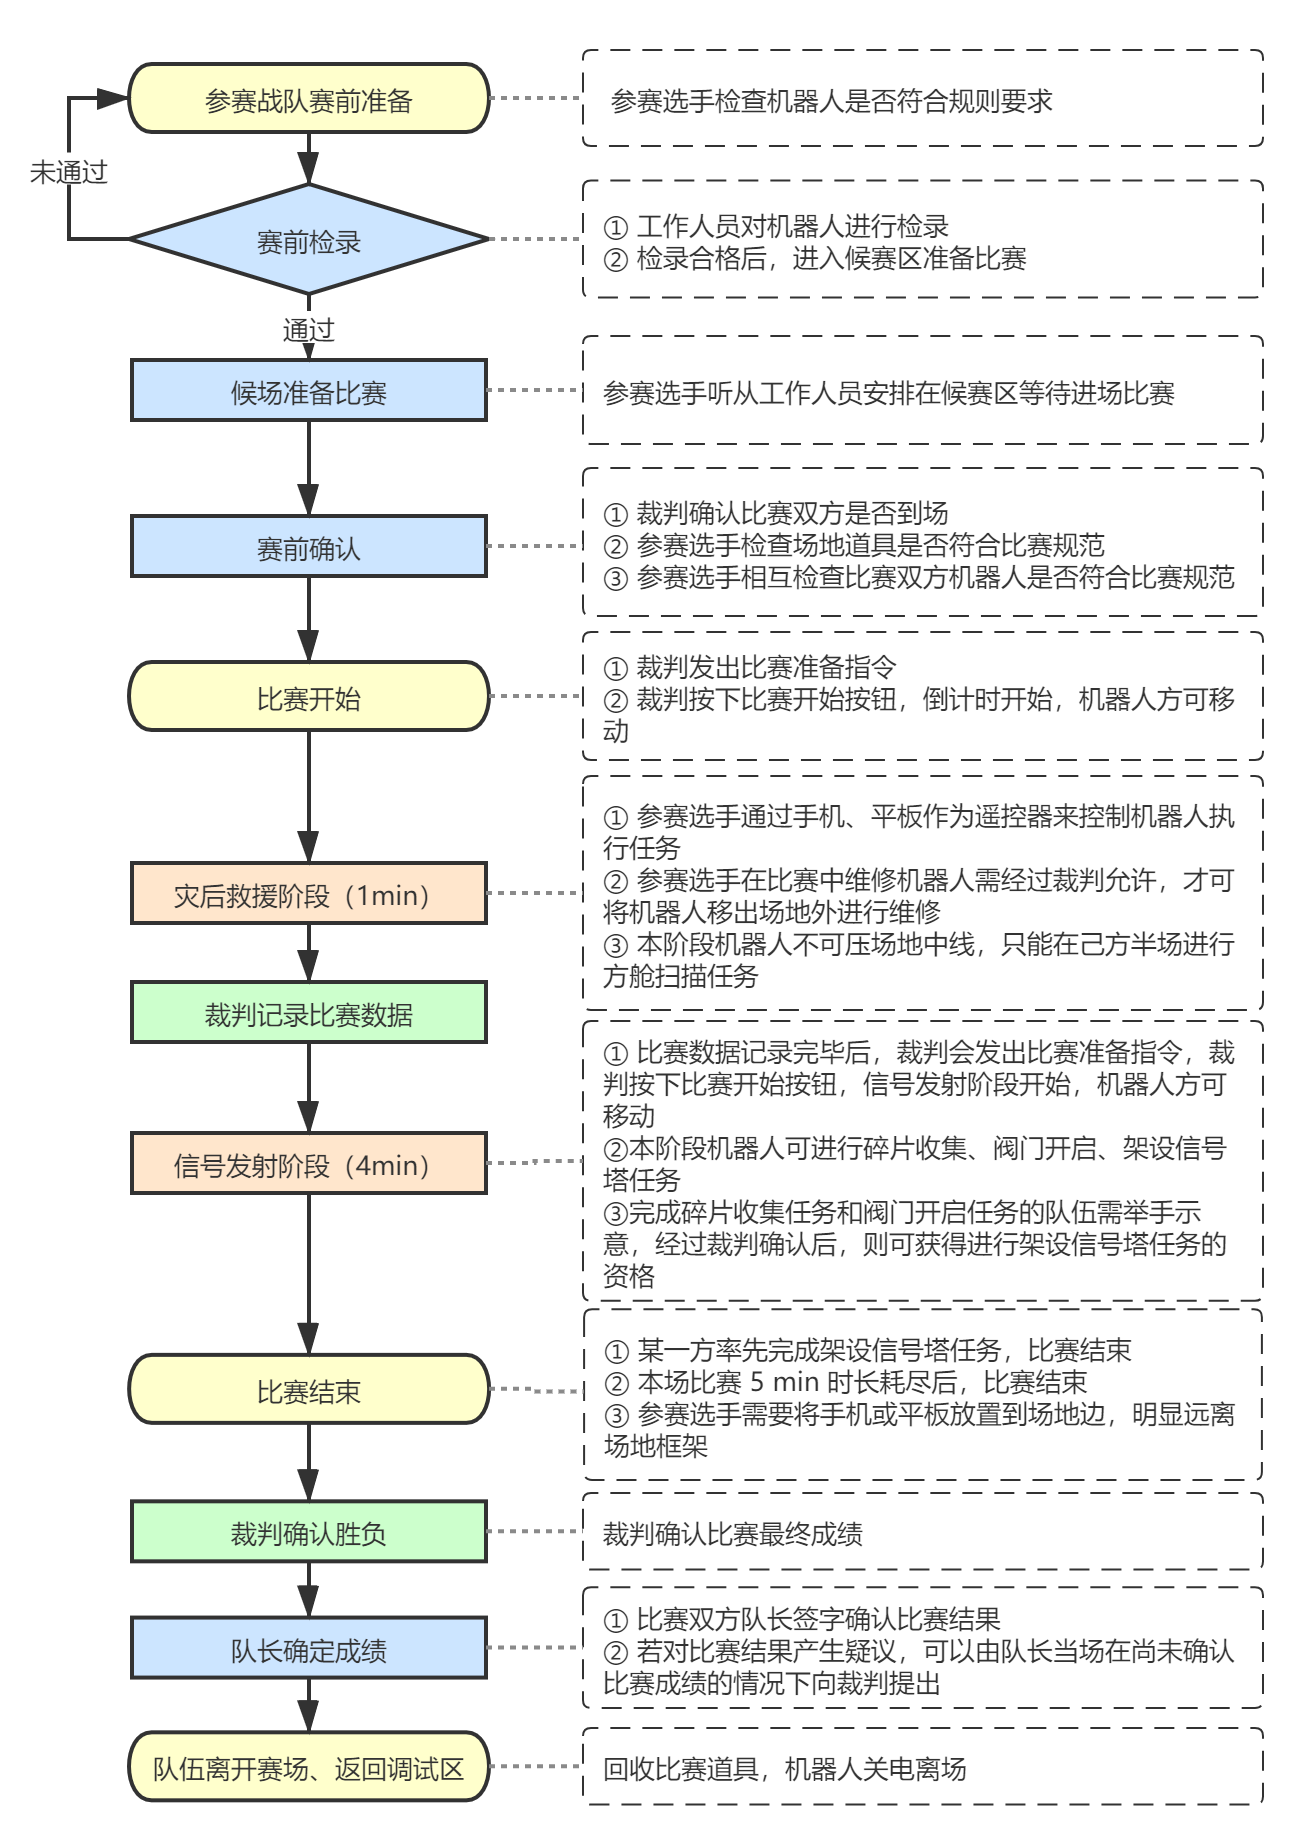 参赛战队赛前准备
参赛选手检查机器人是否符合规则要求
未通过
赛前检录
① 工作人员对机器人进行检录
② 检录合格后，进入候赛区准备比赛
通过
候场准备比赛
参赛选手听从工作人员安排在候赛区等待进场比赛
赛前确认
① 裁判确认比赛双方是否到场
② 参赛选手检查场地道具是否符合比赛规范
③ 参赛选手相互检查比赛双方机器人是否符合比赛规范
比赛开始
① 裁判发出比赛准备指令
② 裁判按下比赛开始按钮，倒计时开始，机器人方可移
动
灾后救援阶段（1min）
① 参赛选手通过手机、平板作为遥控器来控制机器人执
行任务
② 参赛选手在比赛中维修机器人需经过裁判允许，才可
将机器人移出场地外进行维修
③ 本阶段机器人不可压场地中线，只能在己方半场进行
方舱扫描任务
裁判记录比赛数据
信号发射阶段（4min）
① 比赛数据记录完毕后，裁判会发出比赛准备指令，裁
判按下比赛开始按钮，信号发射阶段开始，机器人方可
移动
②本阶段机器人可进行碎片收集、阀门开启、架设信号
塔任务
③完成碎片收集任务和阀门开启任务的队伍需举手示
意，经过裁判确认后，则可获得进行架设信号塔任务的
资格
比赛结束
① 某一方率先完成架设信号塔任务，比赛结束
② 本场比赛 5 min 时长耗尽后，比赛结束
③ 参赛选手需要将手机或平板放置到场地边，明显远离
场地框架
裁判确认胜负
裁判确认比赛最终成绩
队长确定成绩
① 比赛双方队长签字确认比赛结果
② 若对比赛结果产生疑议，可以由队长当场在尚未确认
比赛成绩的情况下向裁判提出
队伍离开赛场、返回调试区
回收比赛道具，机器人关电离场